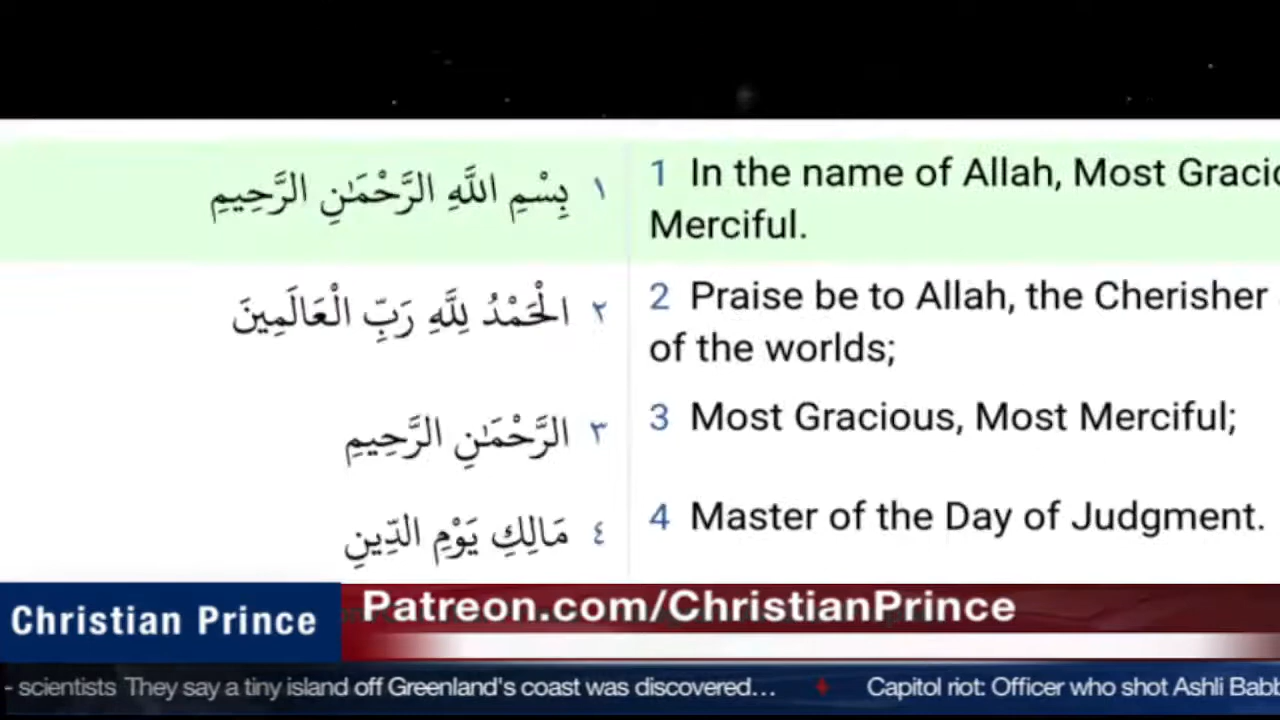 بِسْمِ اللَّهِ الرَّحْمَٰنِ الرَّحِيمِ ١
1 In the name of Allah, Most
Merciful.
الْحَمْدُ لِلَّهِ رَبِّ الْعَالَمِينَ ٢
2 Praise be to Allah, the Cherisher
of the worlds;
الرَّحْمَٰنِ الرَّحِيمِ ٣
3 Most Gracious, Most Merciful;
مَالِكِ يَوْمِ الدِّينِ ٤
4 Master of the Day of Judgment.
Christian Prince
Patreon.com/ChristianPrince
- scientists They say a tiny island off Greenland's coast was discovered... Capitol riot: Officer who shot Ashli